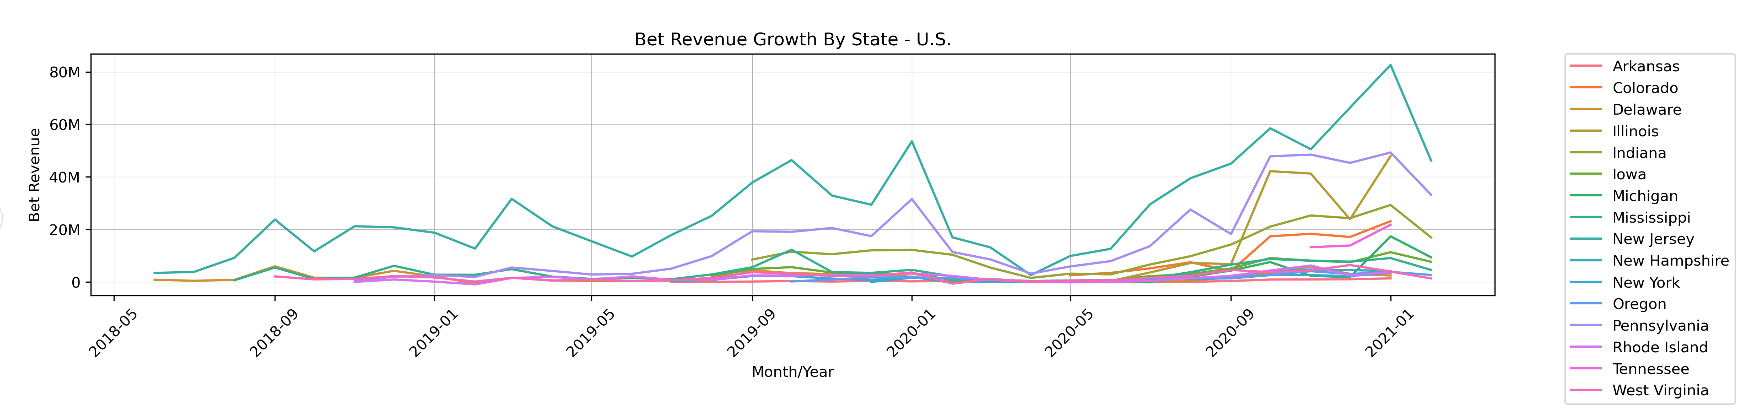 Bet Revenue Growth By State - U.S.
Bet Revenue
80M
60M
40M
20M
0
2018-05
2018-09
2019-01
2019-05
2019-09
2020-01
2020-05
2020-09
2021-01
Month/Year
Arkansas
Colorado
Delaware
Illinois
Indiana
Iowa
Michigan
Mississippi
New Jersey
New Hampshire
New York
Oregon
Pennsylvania
Rhode Island
Tennessee
West Virginia